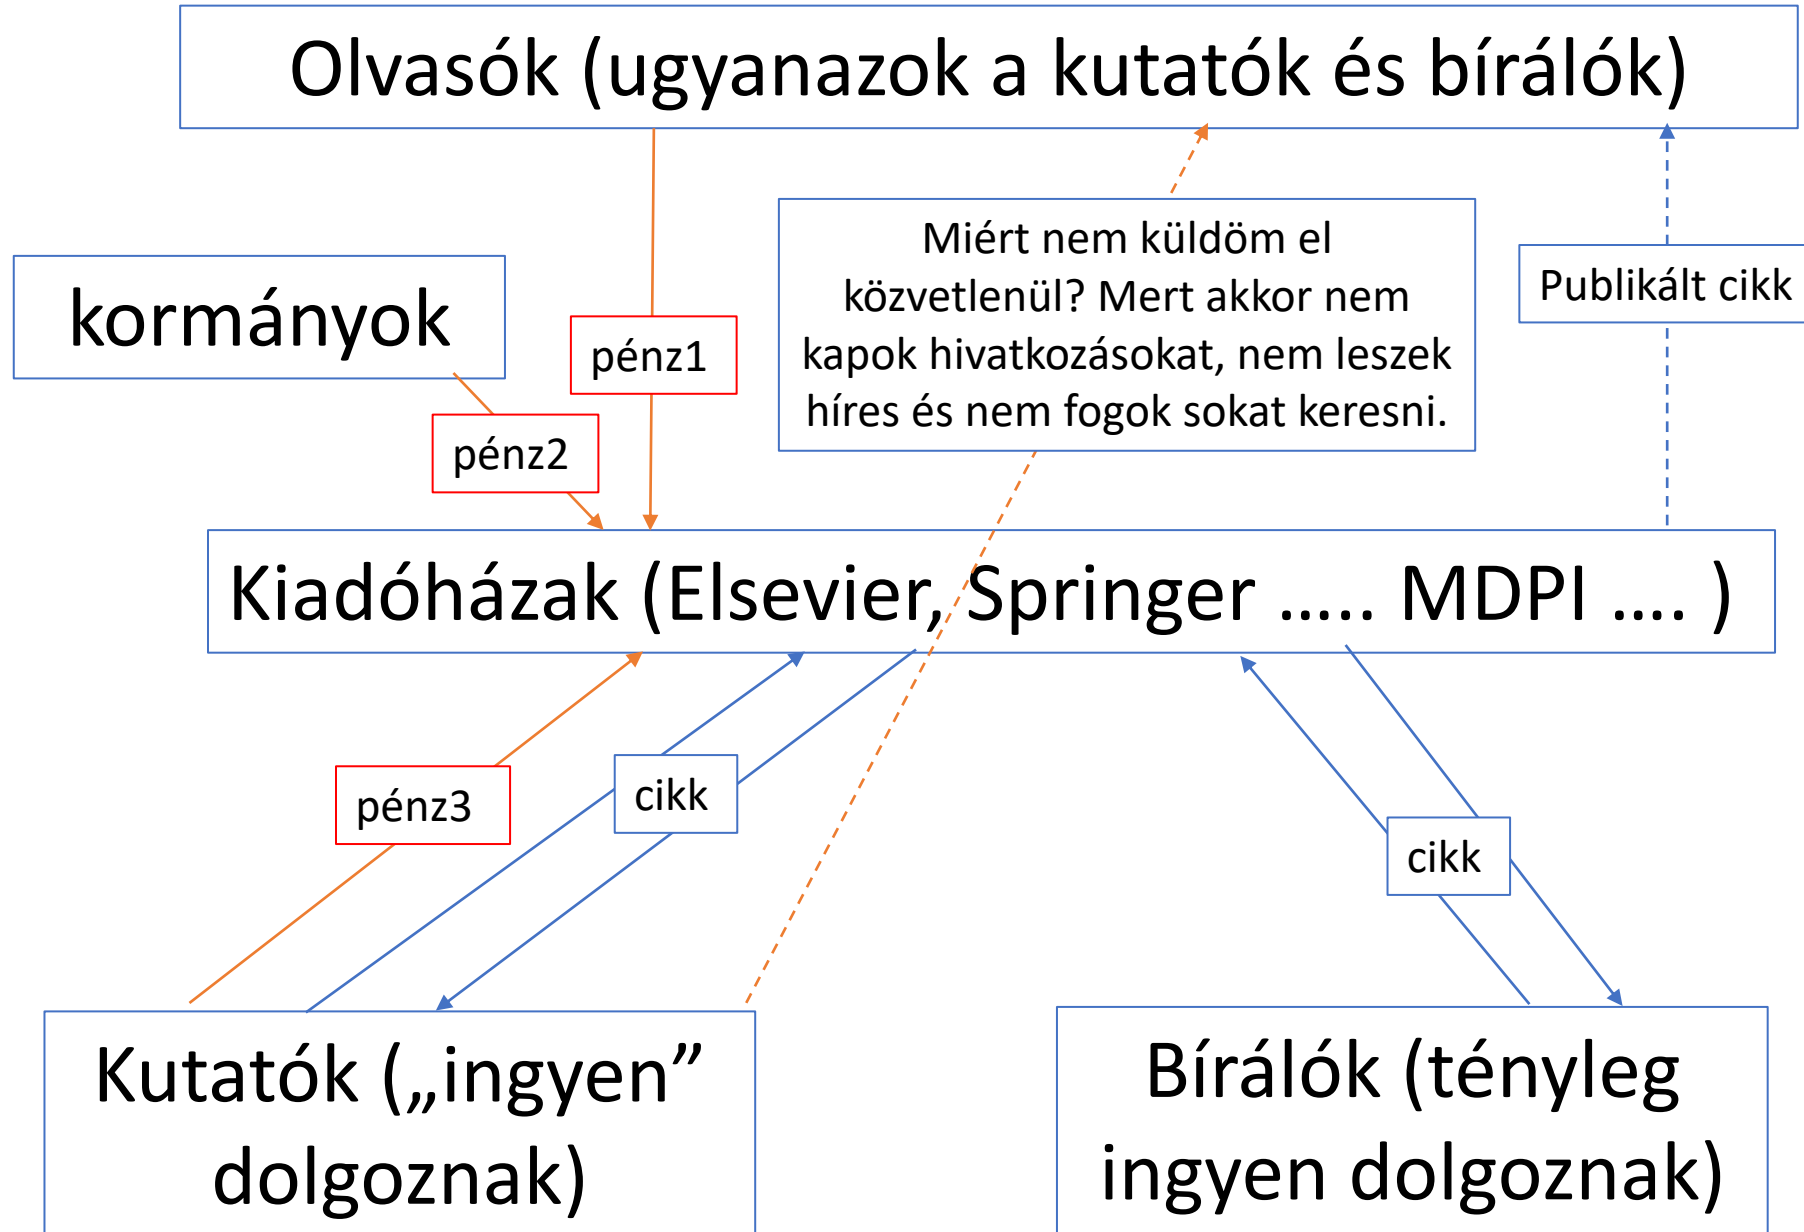 Olvasók (ugyanazok a kutatók és bírálók)
kormányok
pénz1
pénz2
Miért nem küldöm el
közvetlenül? Mert akkor nem
kapok hivatkozásokat, nem leszek
híres és nem fogok sokat keresni.
Publikált cikk
Kiadóházak (Elsevier, Springer ….. MDPI …. )
pénz3
cikk
cikk
Kutatók („ingyen”
dolgoznak)
Bírálók (tényleg
ingyen dolgoznak)